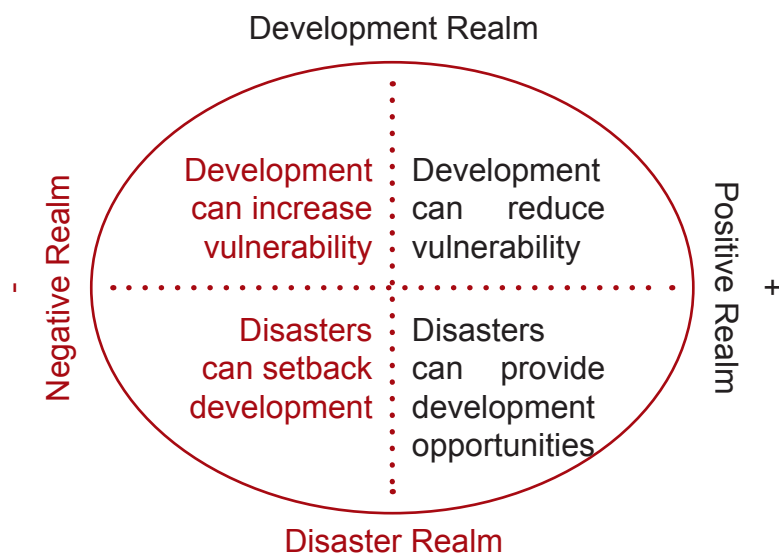 Development Realm
Development
can increase
vulnerability
Development
can reduce
vulnerability
- 
Negative Realm
Positive Realm
+
Disasters
can setback
development
Disasters
can provide
development
opportunities
Disaster Realm